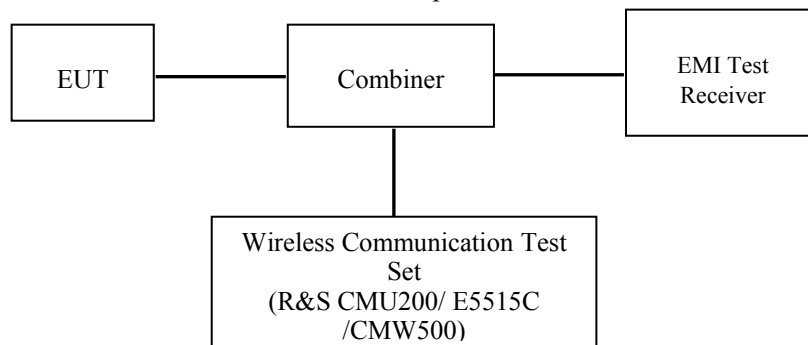 EUT
Combiner
EMI Test
Receiver
Wireless Communication Test
Set
(R&S CMU200/ E5515C
/CMW500)